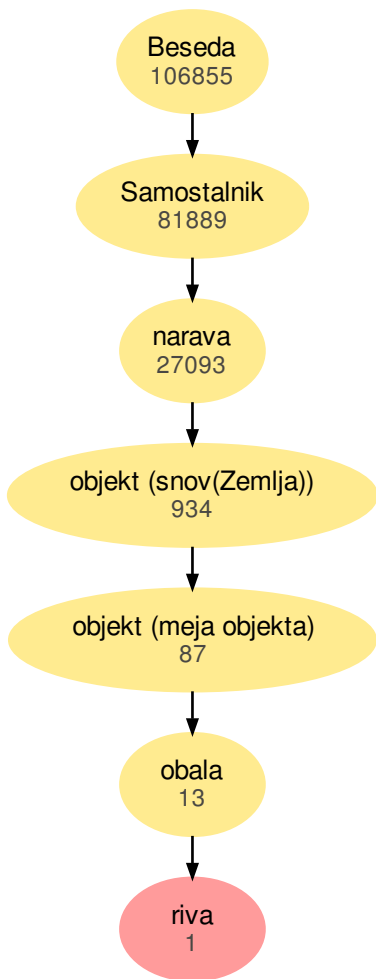 Beseda
106855
Samostalnik
81889
narava
27093
objekt (snov(Zemlja))
934
objekt (meja objekta)
87
obala
13
riva
1